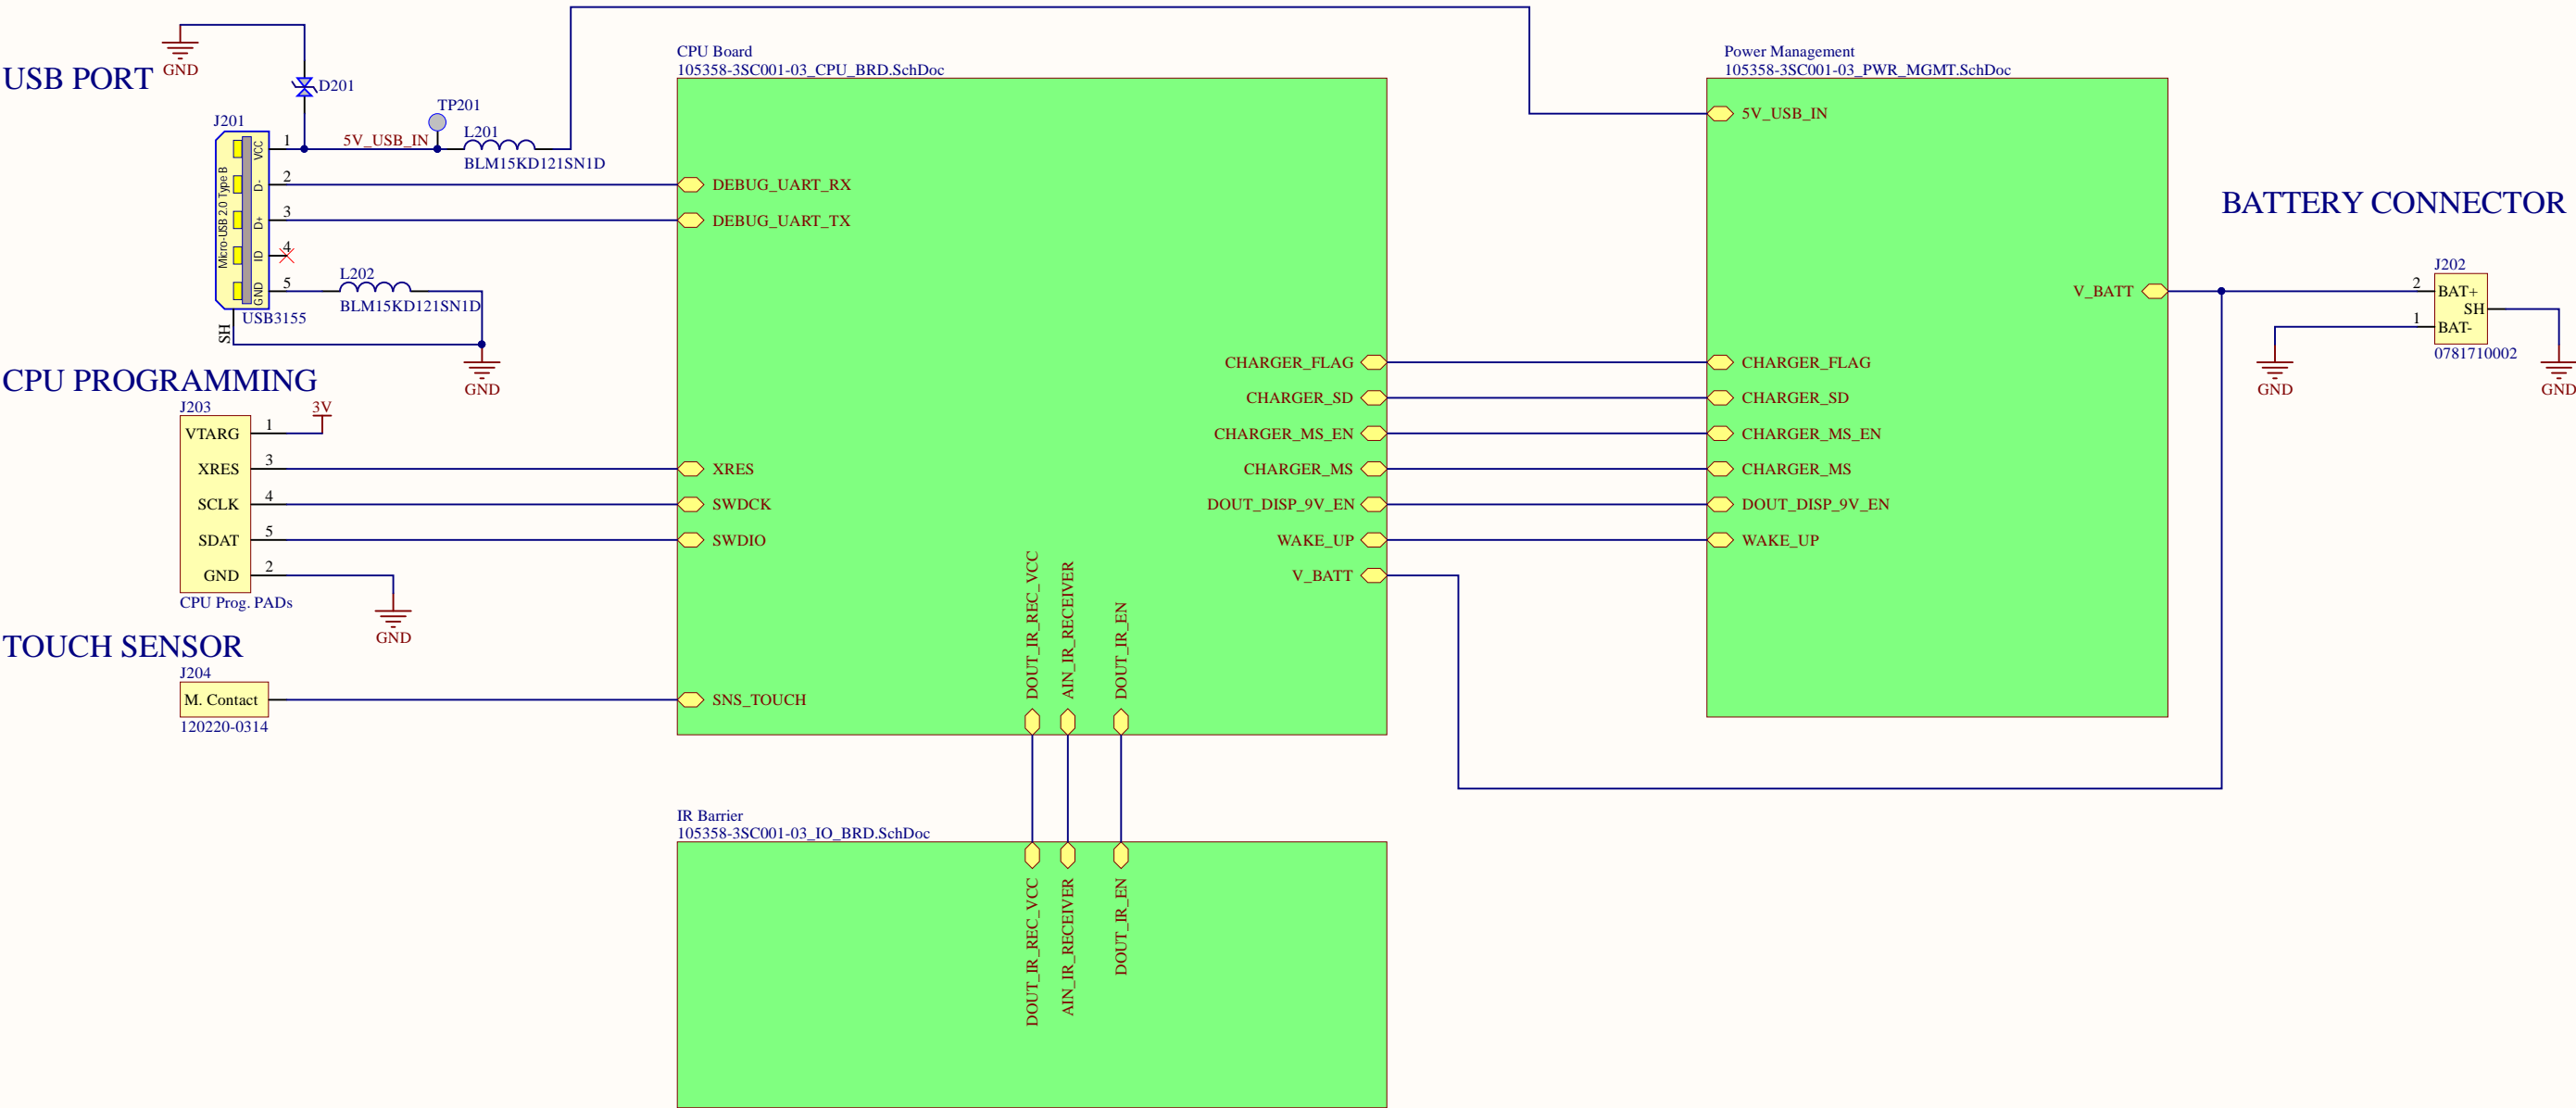 USB PORT
GND
D201
J201
Micro-USB 2.0 Type B
VCC
D-
D+
ID
GND
1
2
3
4
5
SH
USB3155
5V_USB_IN
TP201
L201
BLM15KD121SN1D
L202
BLM15KD121SN1D
GND
CPU PROGRAMMING
J203
3V
VTARG 1
XRES 3
SCLK 4
SDAT 5
GND 2
CPU Prog. PADs
GND
TOUCH SENSOR
J204
M. Contact
120220-0314
CPU Board
105358-3SC001-03_CPU_BRD.SchDoc
DEBUG_UART_RX
DEBUG_UART_TX
XRES
SWDCK
SWDIO
SNS_TOUCH
CHARGER_FLAG
CHARGER_SD
CHARGER_MS_EN
CHARGER_MS
DOUT_DISP_9V_EN
WAKE_UP
V_BATT
DOUT_IR_REC_VCC
AIN_IR_RECEIVER
DOUT_IR_EN
IR Barrier
105358-3SC001-03_IO_BRD.SchDoc
DOUT_IR_REC_VCC
AIN_IR_RECEIVER
DOUT_IR_EN
Power Management
105358-3SC001-03_PWR_MGMT.SchDoc
5V_USB_IN
V_BATT
CHARGER_FLAG
CHARGER_SD
CHARGER_MS_EN
CHARGER_MS
DOUT_DISP_9V_EN
WAKE_UP
BATTERY CONNECTOR
J202
2 BAT+
SH
1 BAT-
0781710002
GND
GND